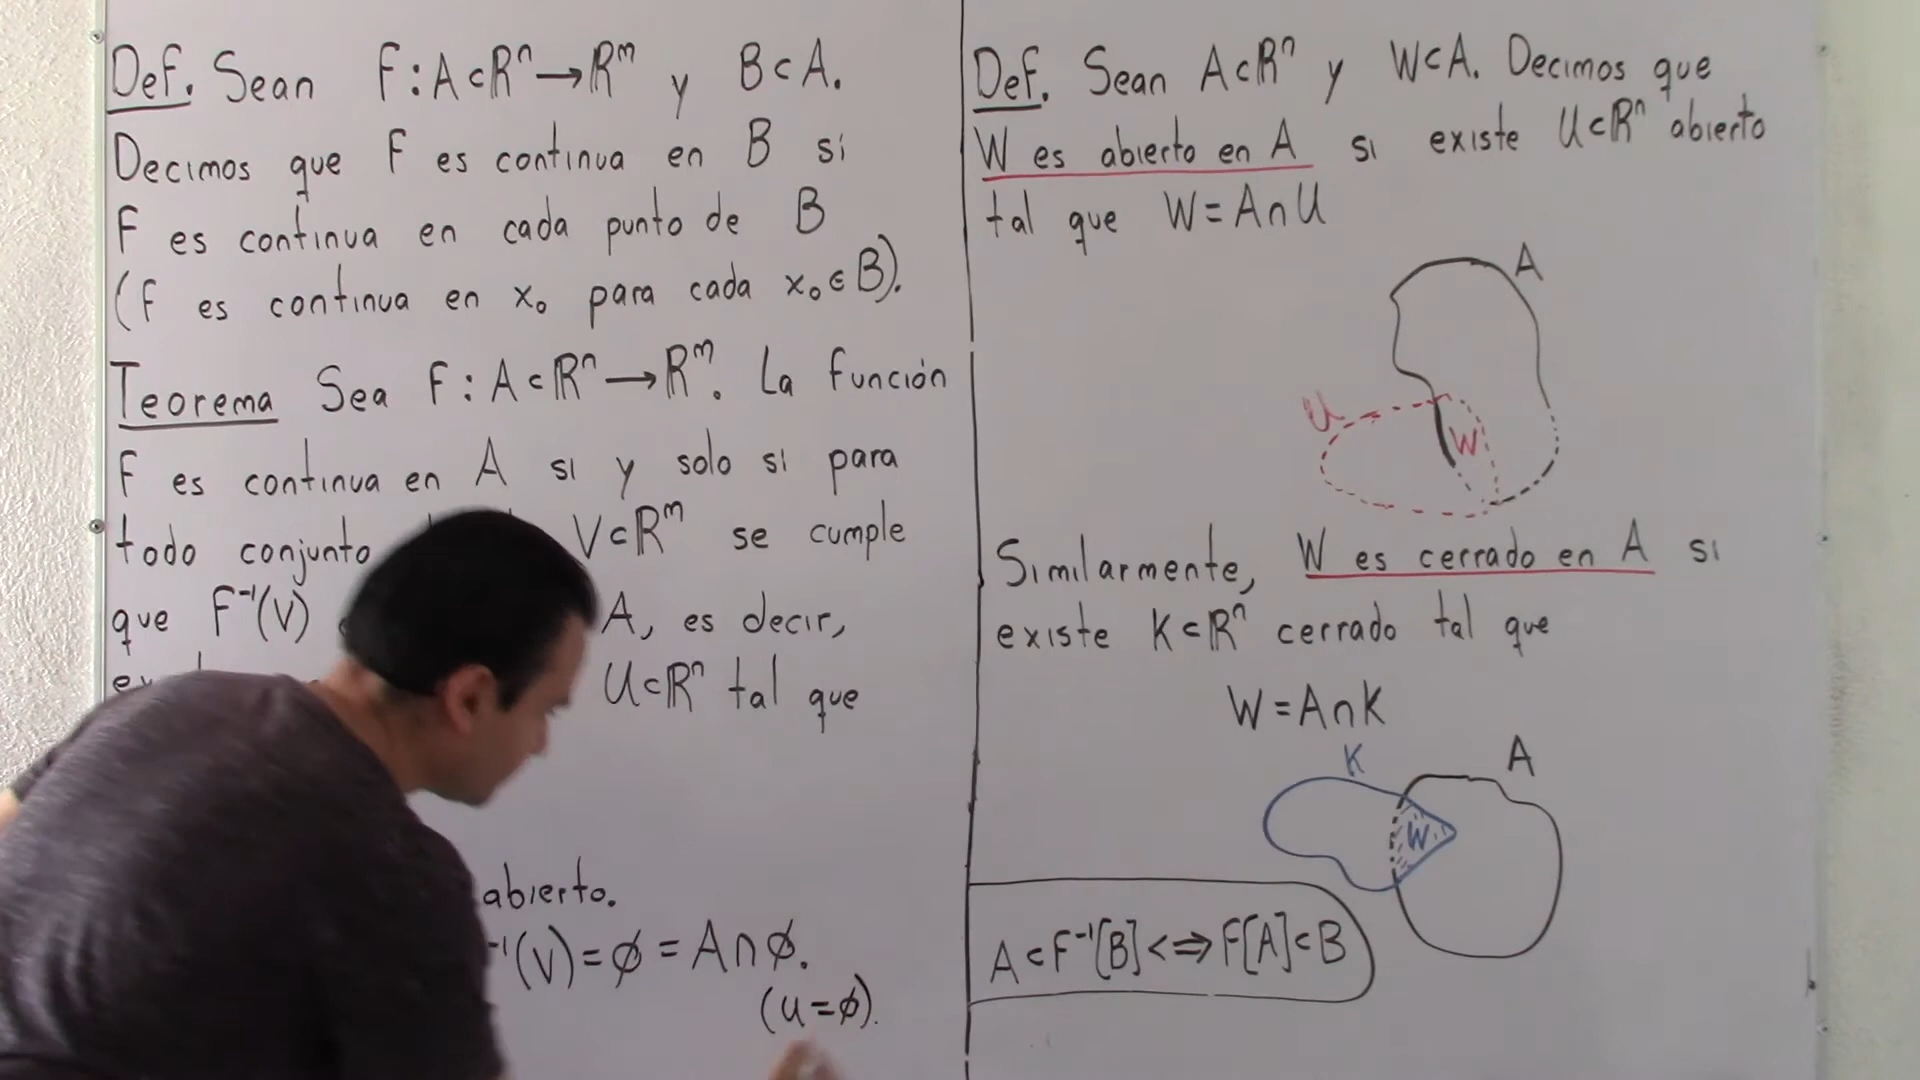 Def. Sean F:A⊂ℝⁿ→ℝᵐ y B⊂A.
Decimos que F es continua en B si
F es continua en cada punto de B
(F es continua en x₀ para cada x₀∈B).
Teorema Sea F:A⊂ℝⁿ→ℝᵐ. La función
F es continua en A si y solo si para
todo conjunto V⊂ℝᵐ se cumple
que F⁻¹(V) A, es decir,
U⊂ℝⁿ tal que
abierto.
⁻¹(V)=∅=A∩∅.
(U=∅).
Def. Sean A⊂ℝⁿ y W⊂A. Decimos que
W es abierto en A si existe U⊂ℝⁿ abierto
tal que W=A∩U
A
U
W
Similarmente, W es cerrado en A si
existe K⊂ℝⁿ cerrado tal que
W=A∩K
K
A
W
A⊂F⁻¹[B]<=>F[A]⊂B